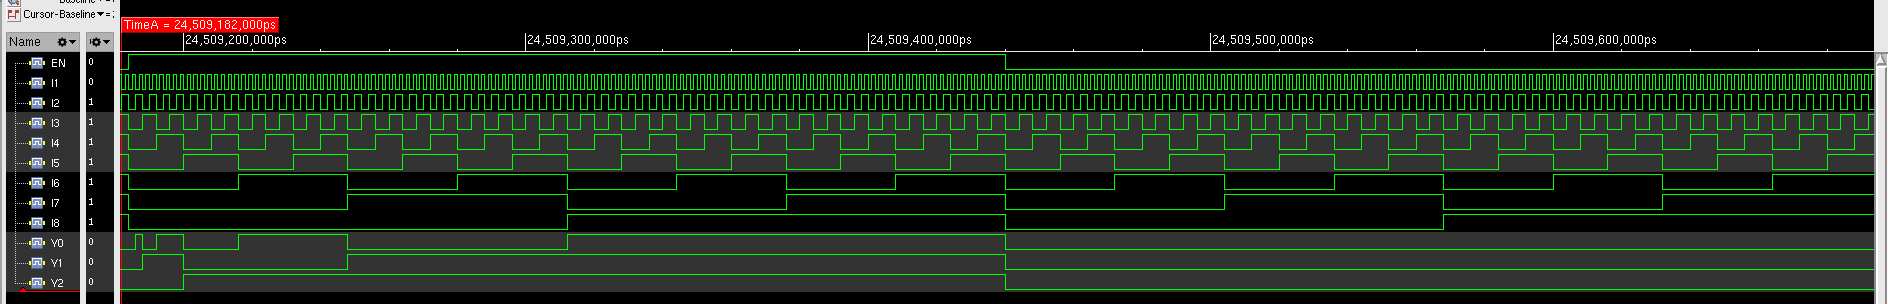 Baseline▼=
Cursor-Baseline▼=
TimeA = 24,509,182,000ps
24,509,200,000ps
24,509,300,000ps
24,509,400,000ps
24,509,500,000ps
24,509,600,000ps
Name
EN 0
I1 0
I2 1
I3 1
I4 1
I5 1
I6 1
I7 1
I8 1
Y0 0
Y1 0
Y2 0